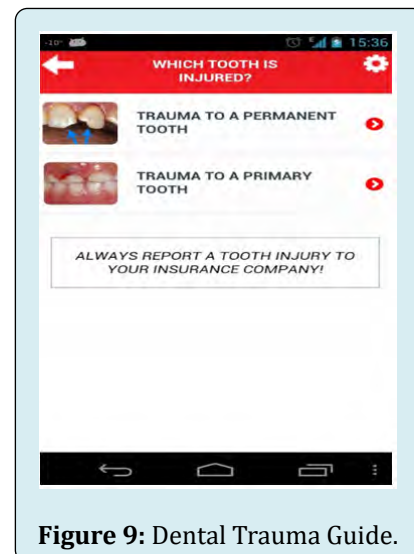 -10° 15:36
WHICH TOOTH IS
INJURED?
TRAUMA TO A PERMANENT
TOOTH
TRAUMA TO A PRIMARY
TOOTH
ALWAYS REPORT A TOOTH INJURY TO
YOUR INSURANCE COMPANY!
Figure 9: Dental Trauma Guide.